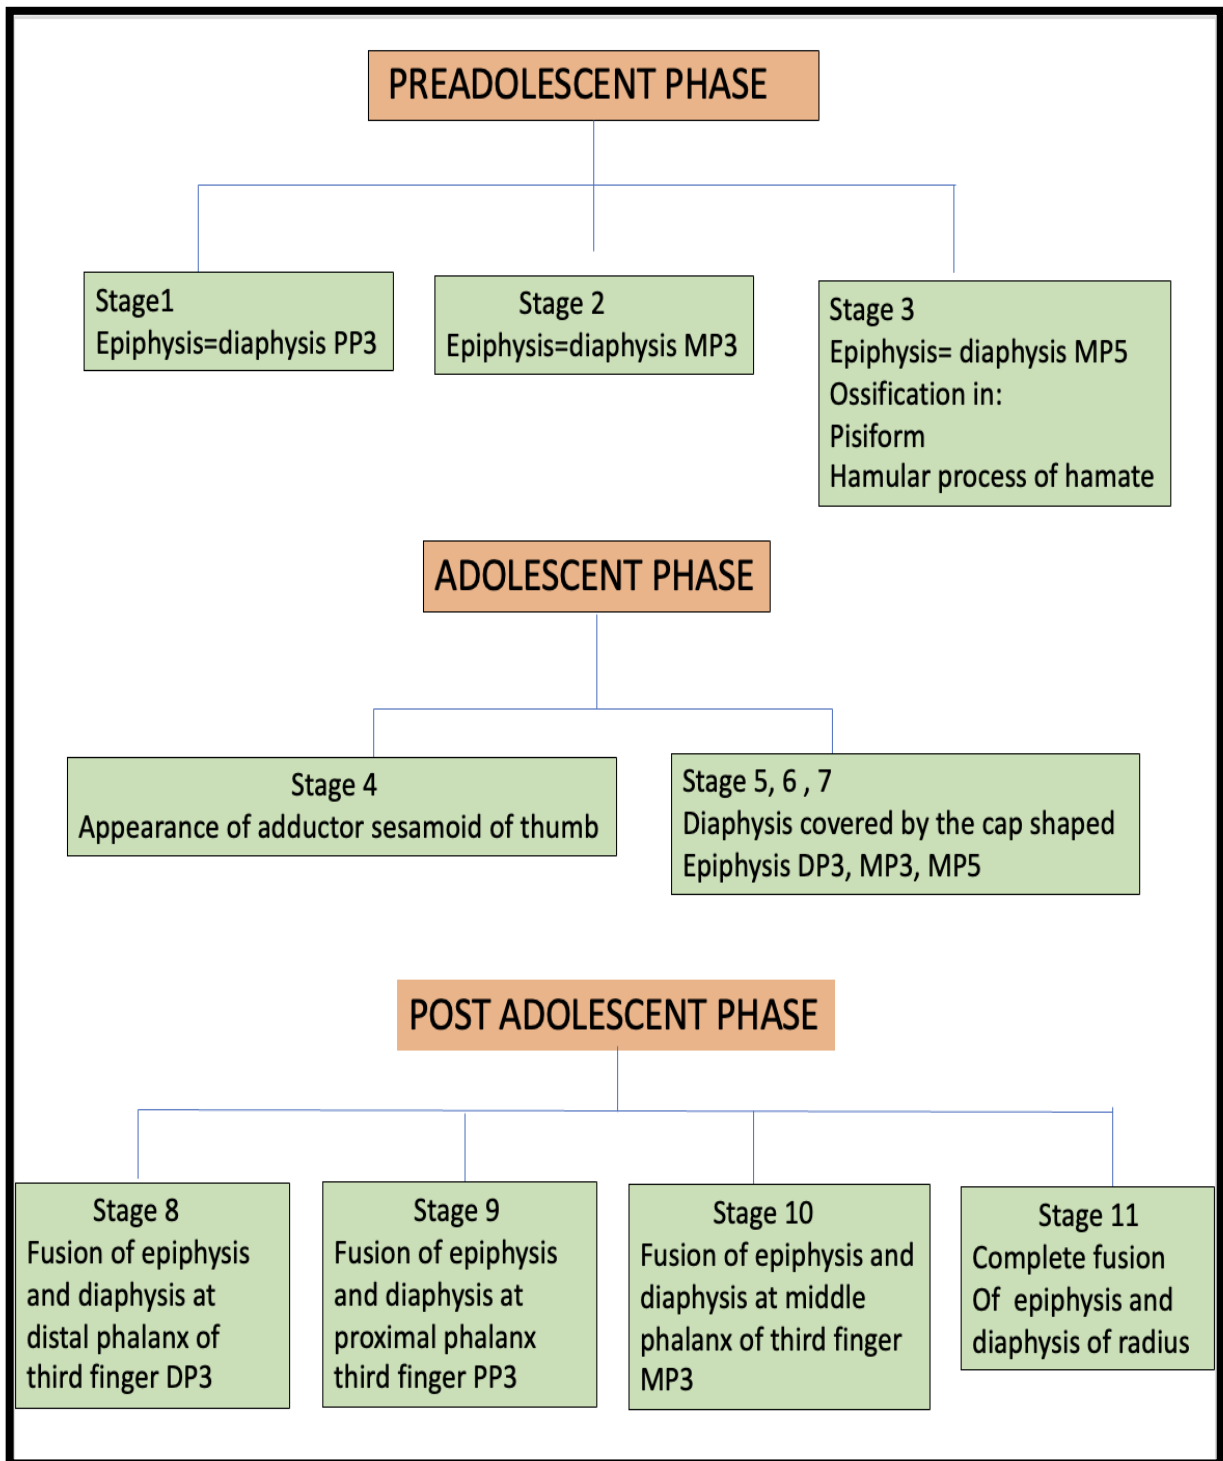 PREADOLESCENT PHASE
Stage1
Epiphysis=diaphysis PP3
Stage 2
Epiphysis=diaphysis MP3
Stage 3
Epiphysis= diaphysis MP5
Ossification in:
Pisiform
Hamular process of hamate
ADOLESCENT PHASE
Stage 4
Appearance of adductor sesamoid of thumb
Stage 5, 6 , 7
Diaphysis covered by the cap shaped
Epiphysis DP3, MP3, MP5
POST ADOLESCENT PHASE
Stage 8
Fusion of epiphysis
and diaphysis at
distal phalanx of
third finger DP3
Stage 9
Fusion of epiphysis
and diaphysis at
proximal phalanx
third finger PP3
Stage 10
Fusion of epiphysis and
diaphysis at middle
phalanx of third finger
MP3
Stage 11
Complete fusion
Of epiphysis and
diaphysis of radius